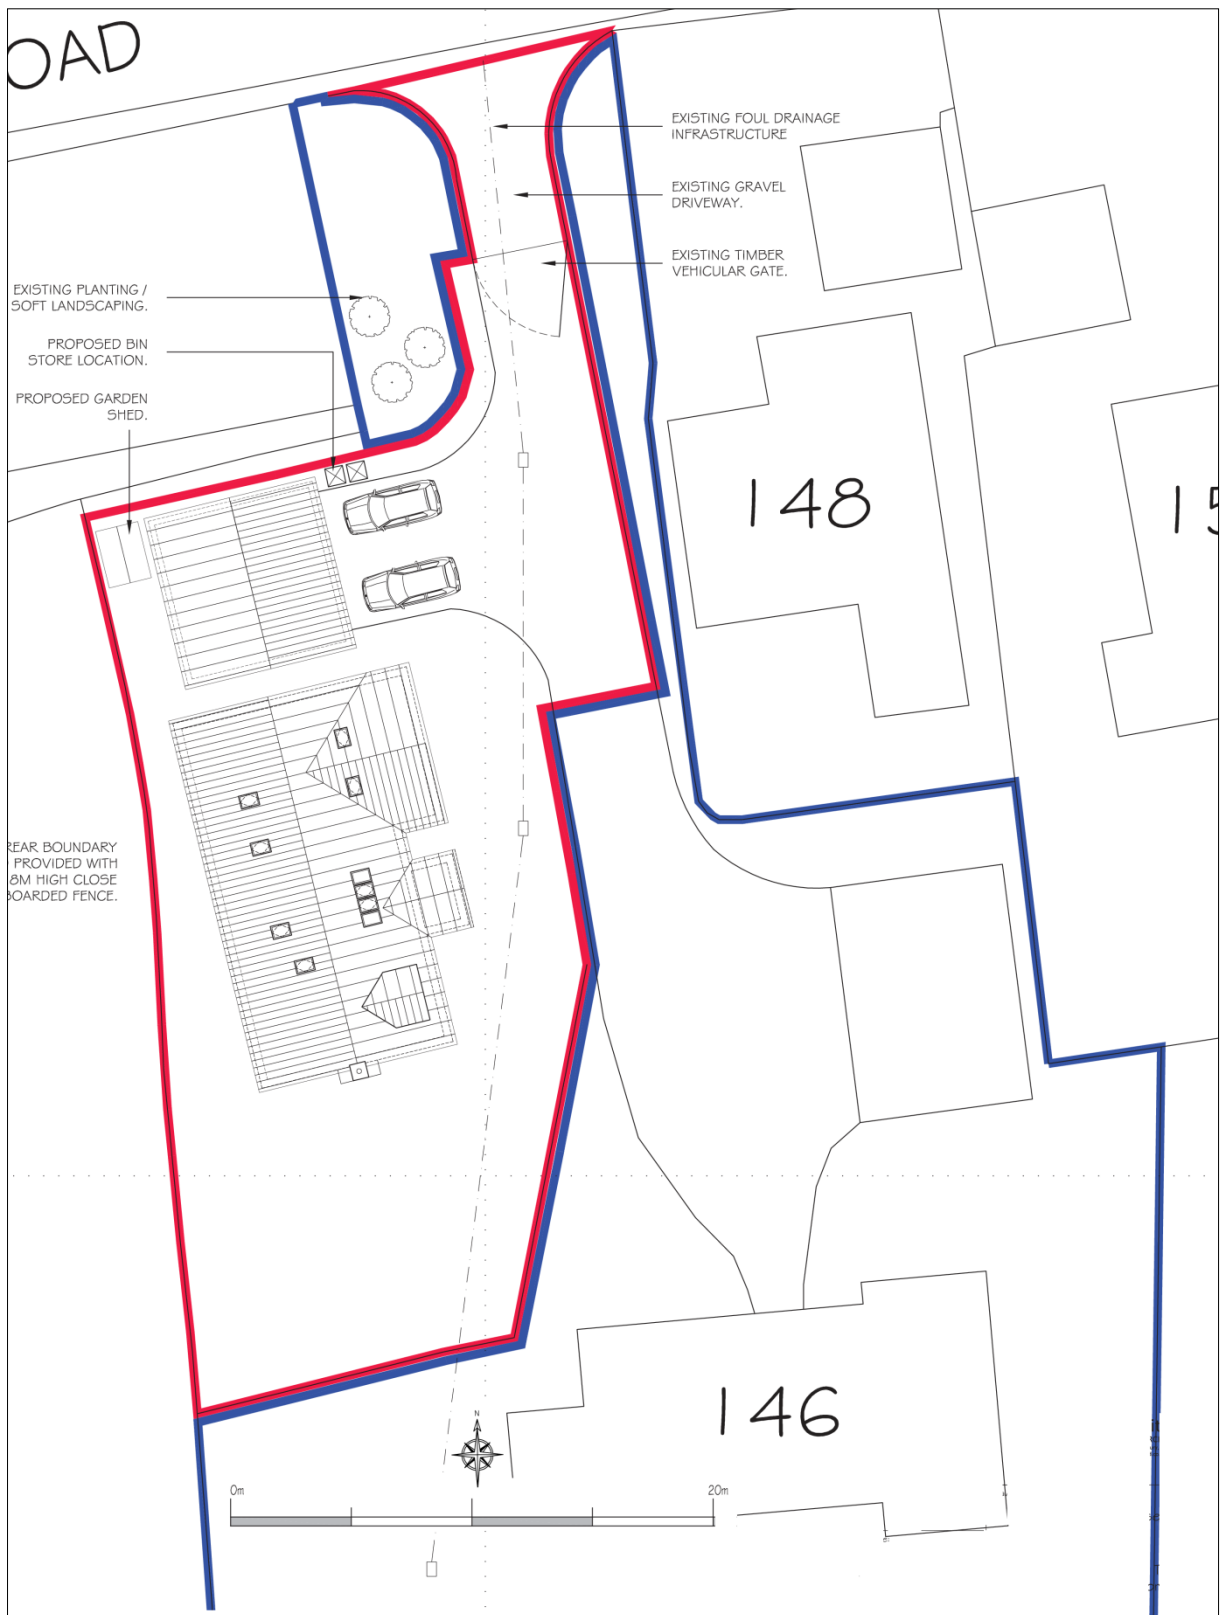 OAD
EXISTING FOUL DRAINAGE
INFRASTRUCTURE
EXISTING GRAVEL
DRIVEWAY.
EXISTING TIMBER
VEHICULAR GATE.
EXISTING PLANTING /
SOFT LANDSCAPING.
PROPOSED BIN
STORE LOCATION.
PROPOSED GARDEN
SHED.
148
15
REAR BOUNDARY
PROVIDED WITH
8M HIGH CLOSE
BOARDED FENCE.
146
N
0m
20m